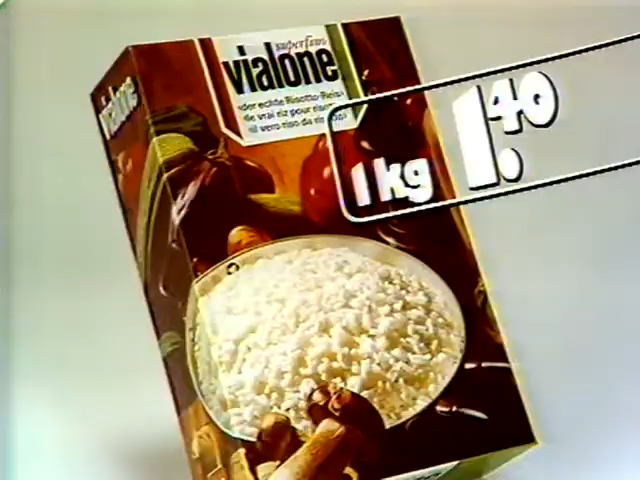 superfino
vialone
der echte Risotto-Reis
le vrai riz pour risotto
il vero riso da risotto
vialone
1 kg 1.40